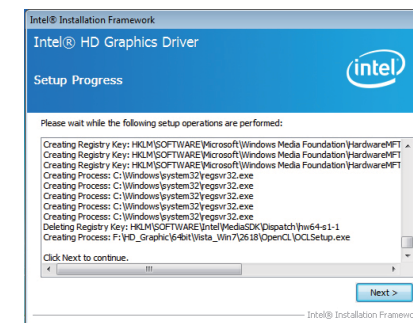 Intel® Installation Framework
Intel® HD Graphics Driver
(intel)
Setup Progress
Please wait while the following setup operations are performed:
Creating Registry Key: HKLM\SOFTWARE\Microsoft\Windows Media Foundation\HardwareMFT
Creating Registry Key: HKLM\SOFTWARE\Microsoft\Windows Media Foundation\HardwareMFT
Creating Registry Key: HKLM\SOFTWARE\Microsoft\Windows Media Foundation\HardwareMFT
Creating Process: C:\Windows\system32\regsvr32.exe
Creating Process: C:\Windows\system32\regsvr32.exe
Creating Process: C:\Windows\system32\regsvr32.exe
Creating Process: C:\Windows\system32\regsvr32.exe
Creating Process: C:\Windows\system32\regsvr32.exe
Deleting Registry Key: HKLM\SOFTWARE\Intel\MediaSDK\Dispatch\hw64-s1-1
Creating Process: F:\HD_Graphic\64bit\Vista_Win7\2618\OpenCL\OCLSetup.exe
Click Next to continue.
Next >
Intel® Installation Framewo